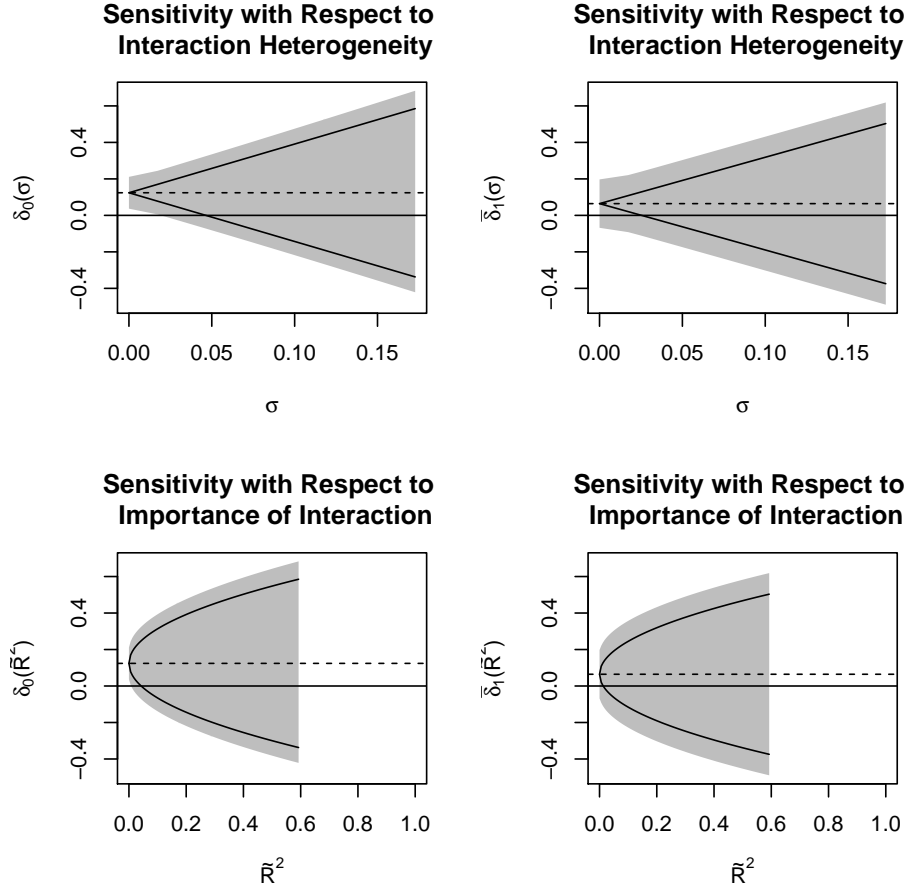 Sensitivity with Respect to
Interaction Heterogeneity
δ̄₀(σ)
0.4
0.0
−0.4
0.00 0.05 0.10 0.15
σ
Sensitivity with Respect to
Interaction Heterogeneity
δ̄₁(σ)
0.4
0.0
−0.4
0.00 0.05 0.10 0.15
σ
Sensitivity with Respect to
Importance of Interaction
δ̄₀(R̃²)
0.4
0.0
−0.4
0.0 0.2 0.4 0.6 0.8 1.0
R̃²
Sensitivity with Respect to
Importance of Interaction
δ̄₁(R̃²)
0.4
0.0
−0.4
0.0 0.2 0.4 0.6 0.8 1.0
R̃²